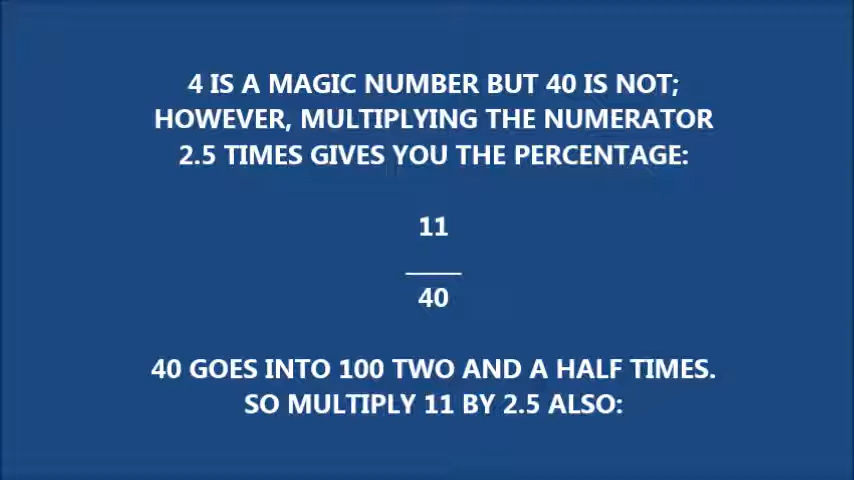 4 IS A MAGIC NUMBER BUT 40 IS NOT;
HOWEVER, MULTIPLYING THE NUMERATOR
2.5 TIMES GIVES YOU THE PERCENTAGE:
11
40
40 GOES INTO 100 TWO AND A HALF TIMES.
SO MULTIPLY 11 BY 2.5 ALSO: